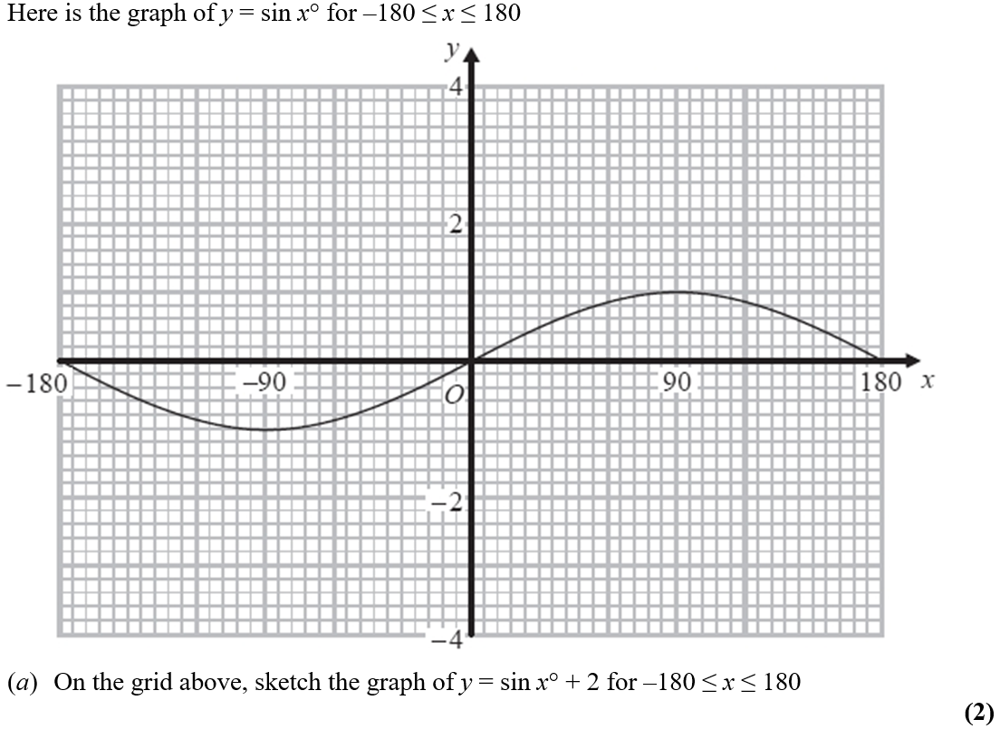 Here is the graph of y = sin x° for –180 ≤ x ≤ 180
y
4
2
–180
–90
O
90
180
x
–2
–4
(a) On the grid above, sketch the graph of y = sin x° + 2 for –180 ≤ x ≤ 180
(2)